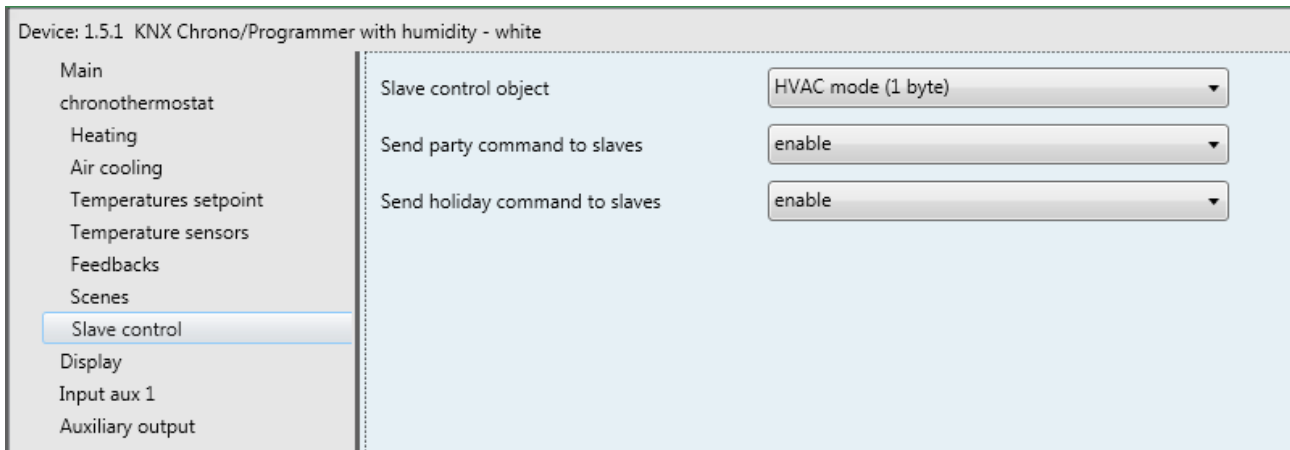 Device: 1.5.1 KNX Chrono/Programmer with humidity - white
Main
chronothermostat
Heating
Air cooling
Temperatures setpoint
Temperature sensors
Feedbacks
Scenes
Slave control
Display
Input aux 1
Auxiliary output
Slave control object HVAC mode (1 byte)
Send party command to slaves enable
Send holiday command to slaves enable